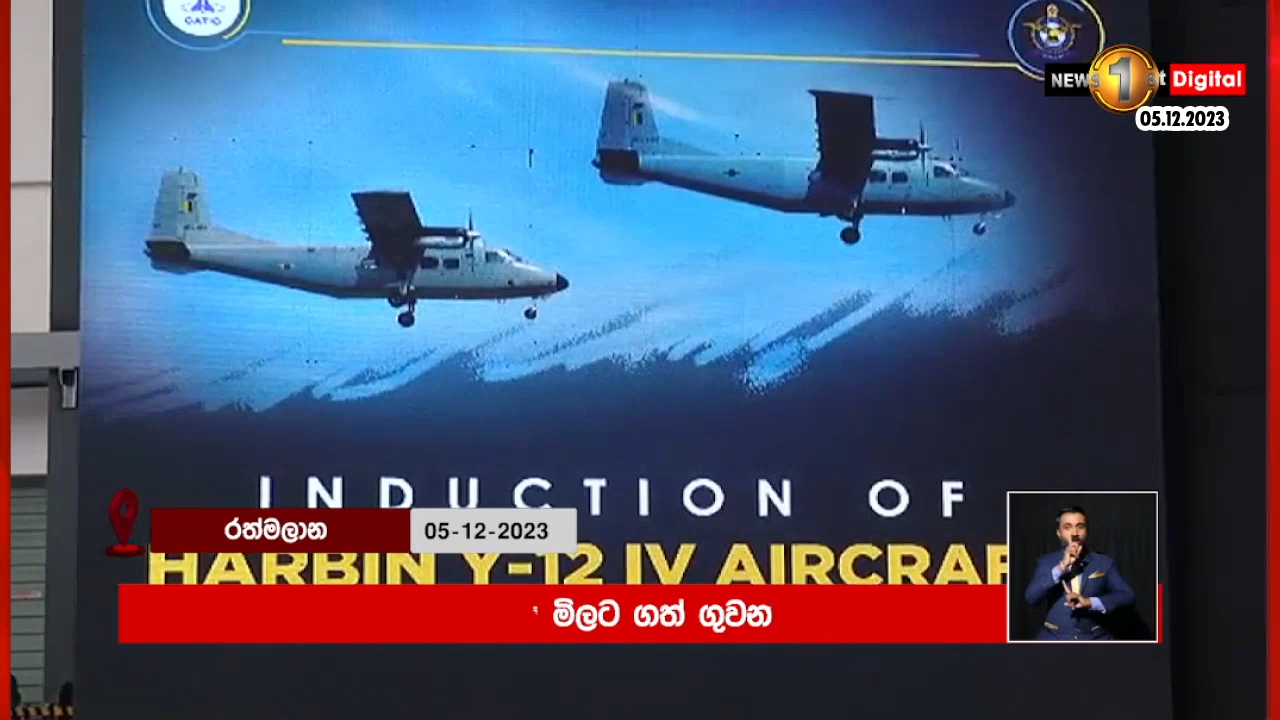 CATIC
NEWS 1st Digital
05.12.2023
INDUCTION OF
රත්මලාන
05-12-2023
HARBIN Y-12 IV AIRCRAF
මිලට ගත් ගුවන